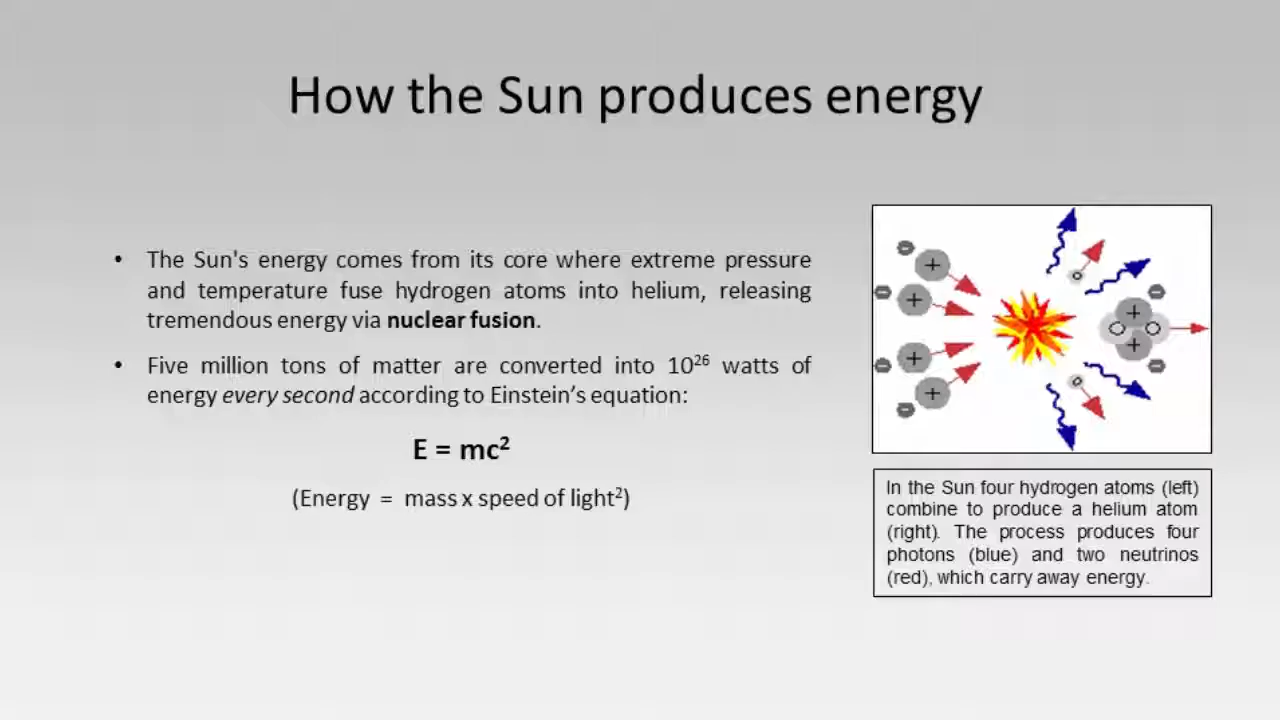 How the Sun produces energy
• The Sun's energy comes from its core where extreme pressure
and temperature fuse hydrogen atoms into helium, releasing
tremendous energy via nuclear fusion.
• Five million tons of matter are converted into 10²⁶ watts of
energy every second according to Einstein’s equation:
E = mc²
(Energy = mass x speed of light²)
In the Sun four hydrogen atoms (left)
combine to produce a helium atom
(right). The process produces four
photons (blue) and two neutrinos
(red), which carry away energy.